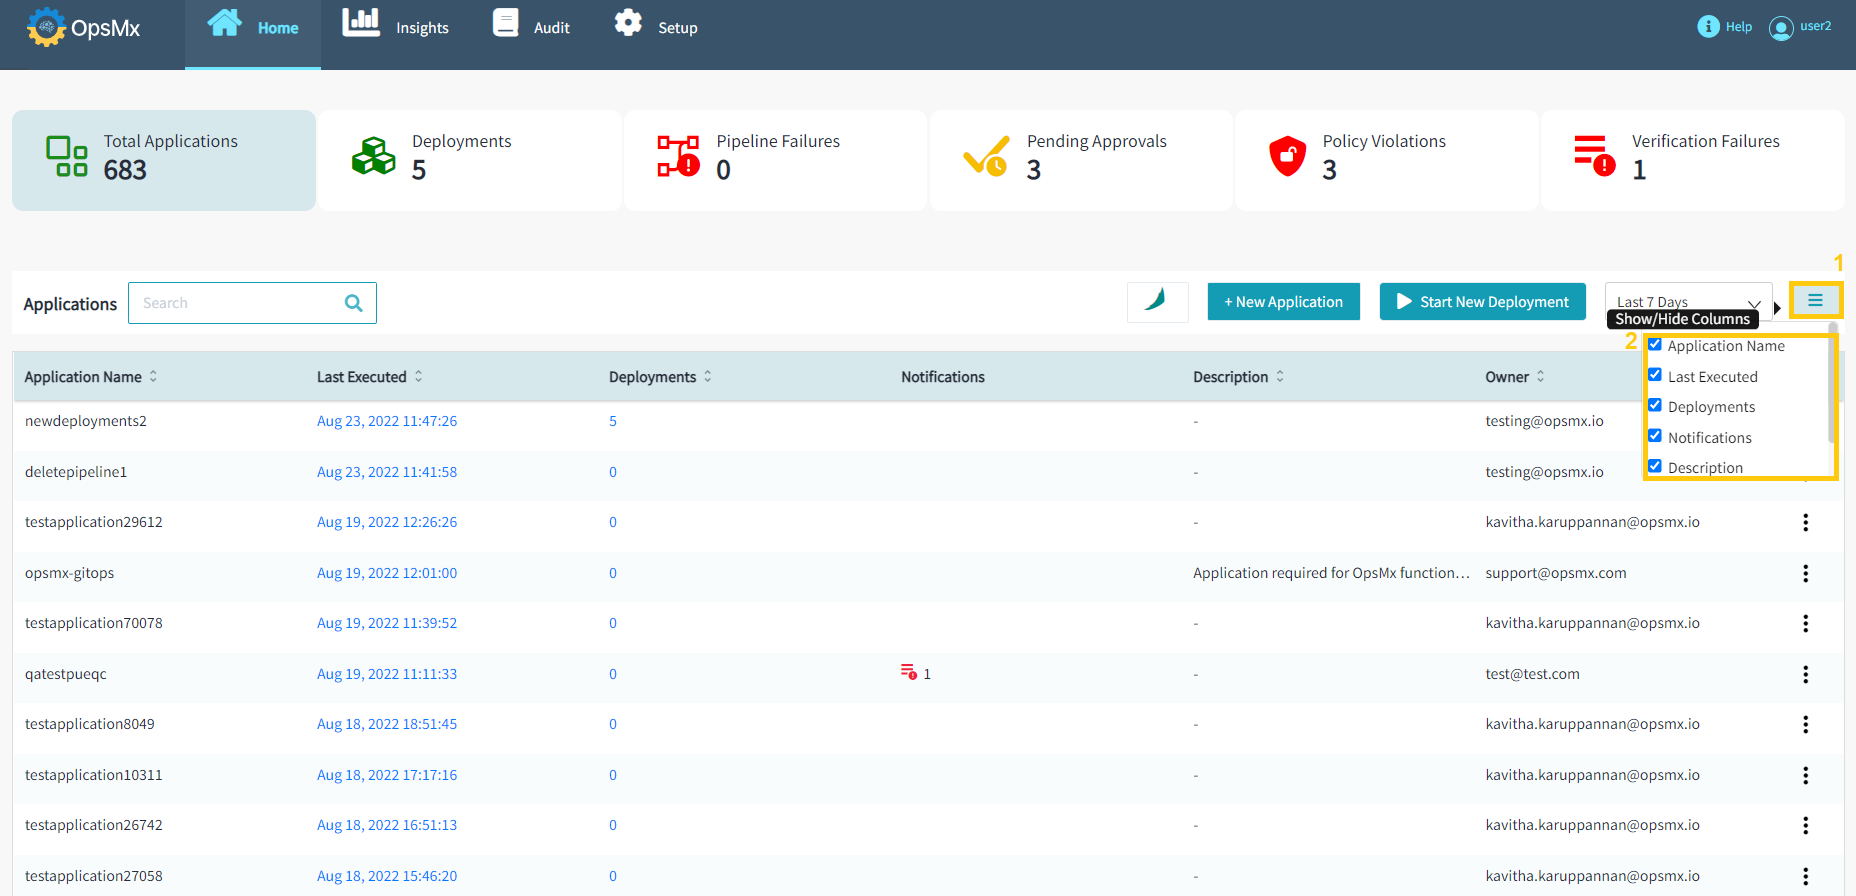 OpsMx
Home
Insights
Audit
Setup
Help
user2
Total Applications
683
Deployments
5
Pipeline Failures
0
Pending Approvals
3
Policy Violations
3
Verification Failures
1
1
Applications
Search
+ New Application
Start New Deployment
Last 7 Days
Show/Hide Columns
2
Application Name
Last Executed
Deployments
Notifications
Description
Application Name Last Executed Deployments Notifications Description Owner
newdeployments2 Aug 23, 2022 11:47:26 5 - testing@opsmx.io
deletepipeline1 Aug 23, 2022 11:41:58 0 - testing@opsmx.io
testapplication29612 Aug 19, 2022 12:26:26 0 - kavitha.karuppannan@opsmx.io
opsmx-gitops Aug 19, 2022 12:01:00 0 Application required for OpsMx function... support@opsmx.com
testapplication70078 Aug 19, 2022 11:39:52 0 - kavitha.karuppannan@opsmx.io
qatestpueqc Aug 19, 2022 11:11:33 0 1 - test@test.com
testapplication8049 Aug 18, 2022 18:51:45 0 - kavitha.karuppannan@opsmx.io
testapplication10311 Aug 18, 2022 17:17:16 0 - kavitha.karuppannan@opsmx.io
testapplication26742 Aug 18, 2022 16:51:13 0 - kavitha.karuppannan@opsmx.io
testapplication27058 Aug 18, 2022 15:46:20 0 - kavitha.karuppannan@opsmx.io